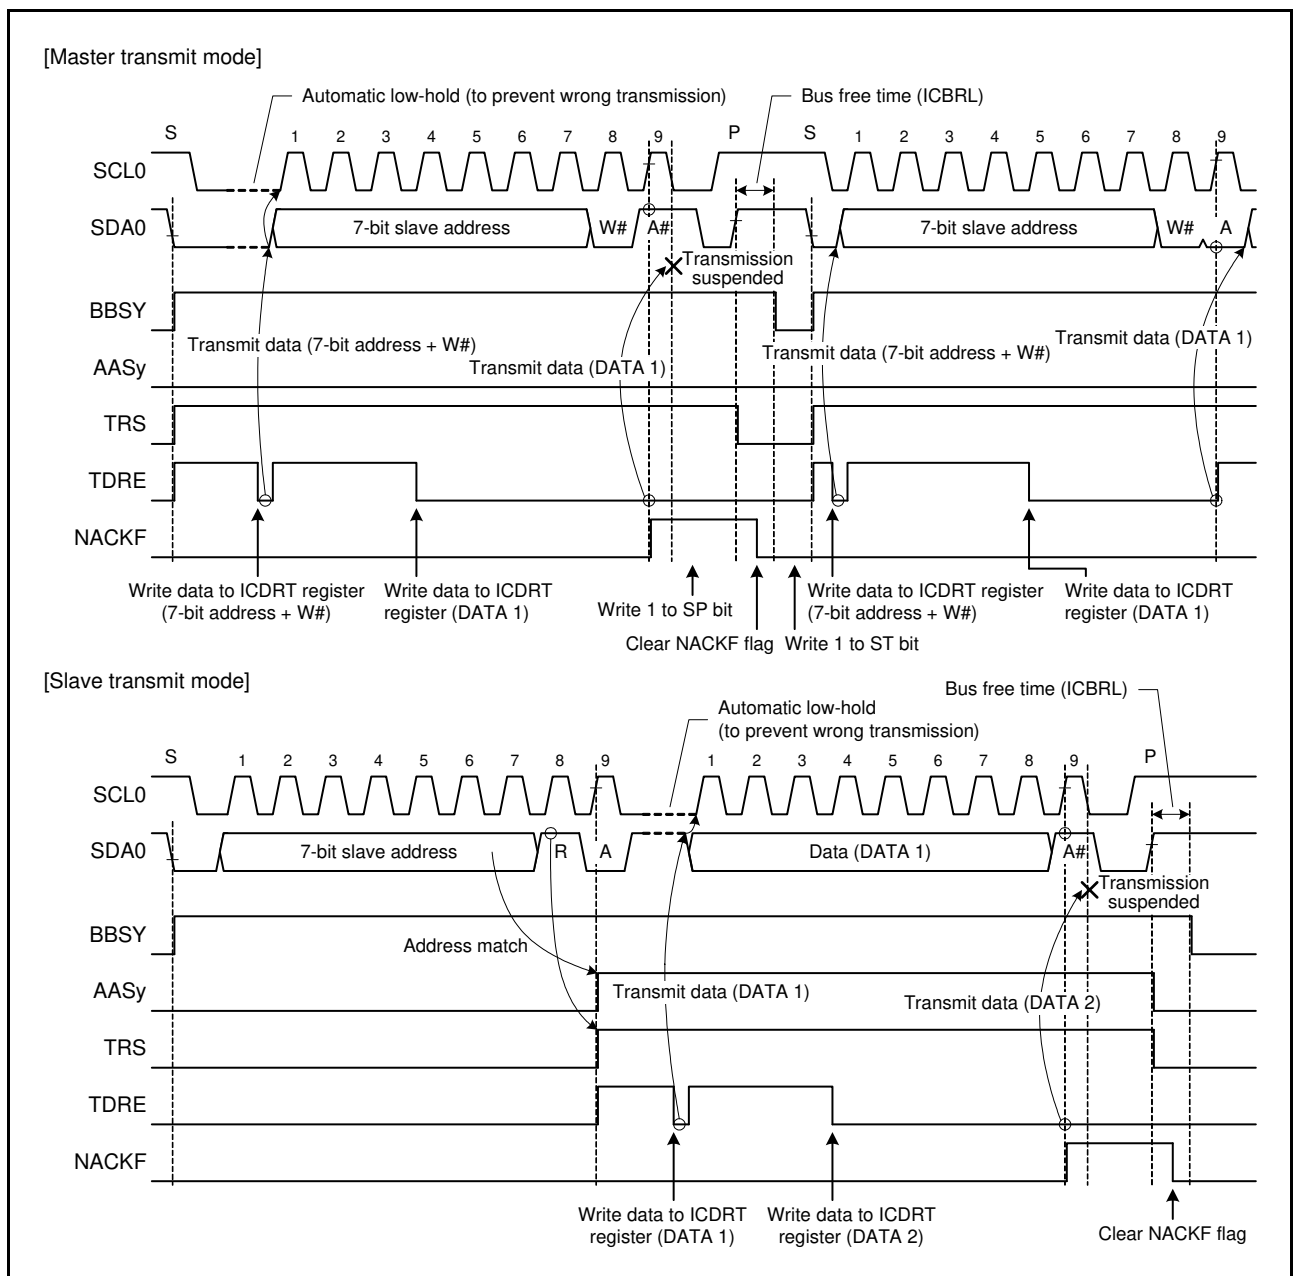 [Master transmit mode]
Automatic low-hold (to prevent wrong transmission)
Bus free time (ICBRL)
S 1 2 3 4 5 6 7 8 9 P S 1 2 3 4 5 6 7 8 9
SCL0
SDA0 7-bit slave address W# A# 7-bit slave address W# A
Transmission
suspended
BBSY
Transmit data (7-bit address + W#)
Transmit data (DATA 1)
Transmit data (7-bit address + W#)
Transmit data (DATA 1)
AASy
TRS
TDRE
NACKF
Write data to ICDRT register
(7-bit address + W#)
Write data to ICDRT
register (DATA 1)
Write 1 to SP bit
Clear NACKF flag
Write 1 to ST bit
Write data to ICDRT register
(7-bit address + W#)
Write data to ICDRT
register (DATA 1)
[Slave transmit mode]
Automatic low-hold
(to prevent wrong transmission)
Bus free time (ICBRL)
S 1 2 3 4 5 6 7 8 9 1 2 3 4 5 6 7 8 9 P
SCL0
SDA0 7-bit slave address R A Data (DATA 1) A#
Transmission
suspended
BBSY
Address match
AASy
Transmit data (DATA 1)
Transmit data (DATA 2)
TRS
TDRE
NACKF
Write data to ICDRT
register (DATA 1)
Write data to ICDRT
register (DATA 2)
Clear NACKF flag